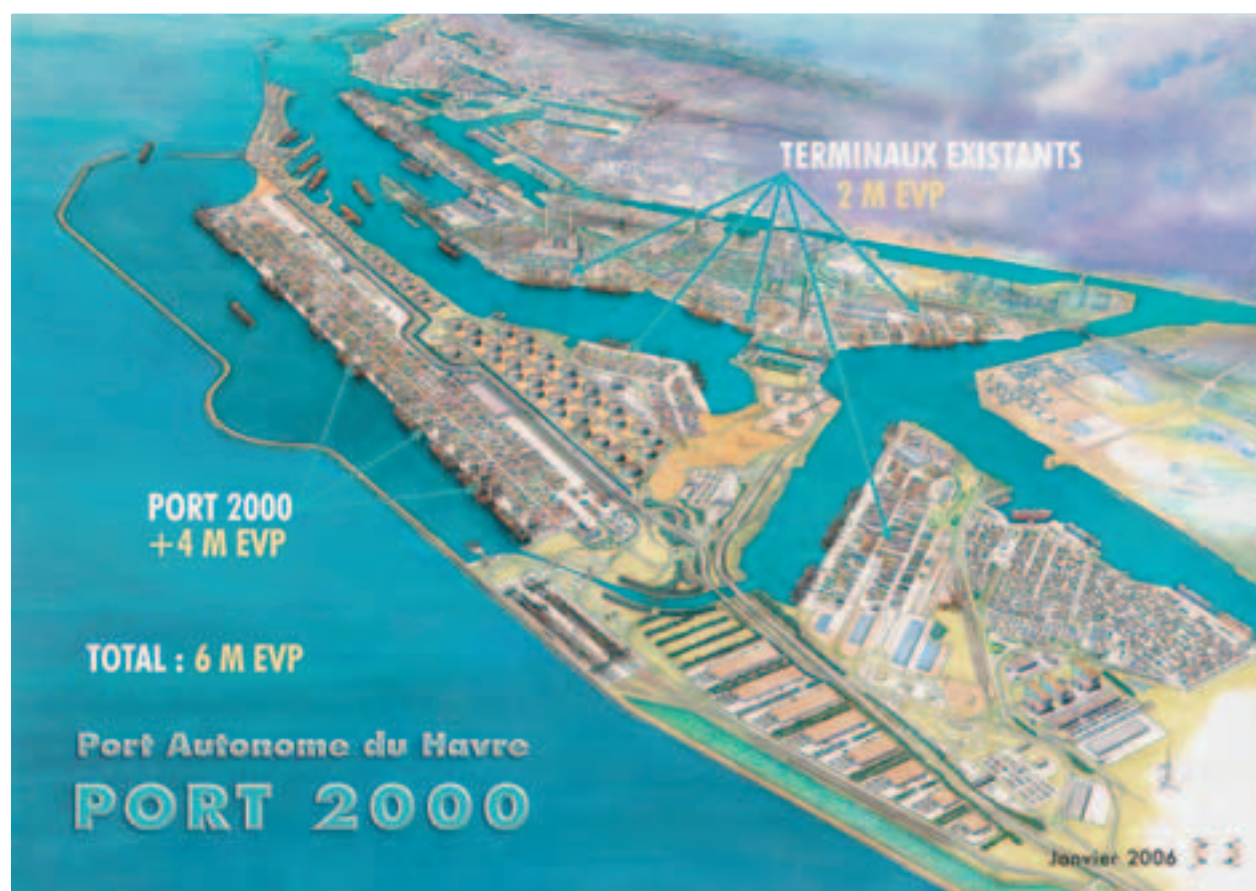 TERMINAUX EXISTANTS
2 M EVP
PORT 2000
+4 M EVP
TOTAL : 6 M EVP
Port Autonome du Havre
PORT 2000
Janvier 2006